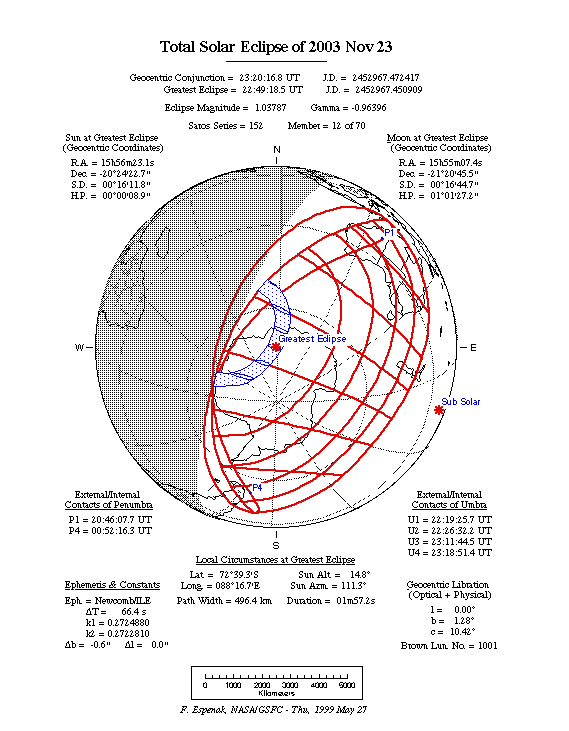 Total Solar Eclipse of 2003 Nov 23
Geocentric Conjunction = 23:20:16.8 UT J.D. = 2452967.472417
Greatest Eclipse = 22:49:18.5 UT J.D. = 2452967.450909
Eclipse Magnitude = 1.03787 Gamma = -0.96396
Saros Series = 152 Member = 12 of 70
Sun at Greatest Eclipse
(Geocentric Coordinates)
R.A. = 15h56m23.1s
Dec. = -20°24'22.7"
S.D. = 00°16'11.8"
H.P. = 00°00'08.9"
Moon at Greatest Eclipse
(Geocentric Coordinates)
R.A. = 15h55m07.4s
Dec. = -21°20'45.5"
S.D. = 00°16'44.7"
H.P. = 01°01'27.2"
N
P1
W
Greatest Eclipse
E
Sub Solar
P4
S
External/Internal
Contacts of Penumbra
P1 = 20:46:07.7 UT
P4 = 00:52:16.3 UT
External/Internal
Contacts of Umbra
U1 = 22:19:25.7 UT
U2 = 22:26:32.2 UT
U3 = 23:11:44.5 UT
U4 = 23:18:51.4 UT
Local Circumstances at Greatest Eclipse
Lat. = 72°39.3'S Sun Alt. = 14.8°
Long. = 088°16.7'E Sun Azm. = 111.3°
Path Width = 496.4 km Duration = 01m57.2s
Ephemeris & Constants
Eph. = Newcomb/ILE
ΔT = 66.4 s
k1 = 0.2724880
k2 = 0.2722810
Δb = -0.6" Δl = 0.0"
Geocentric Libration
(Optical + Physical)
l = 0.00°
b = 1.28°
c = 10.42°
Brown Lun. No. = 1001
0 1000 2000 3000 4000 5000
Kilometers
F. Espenak, NASA/GSFC - Thu, 1999 May 27